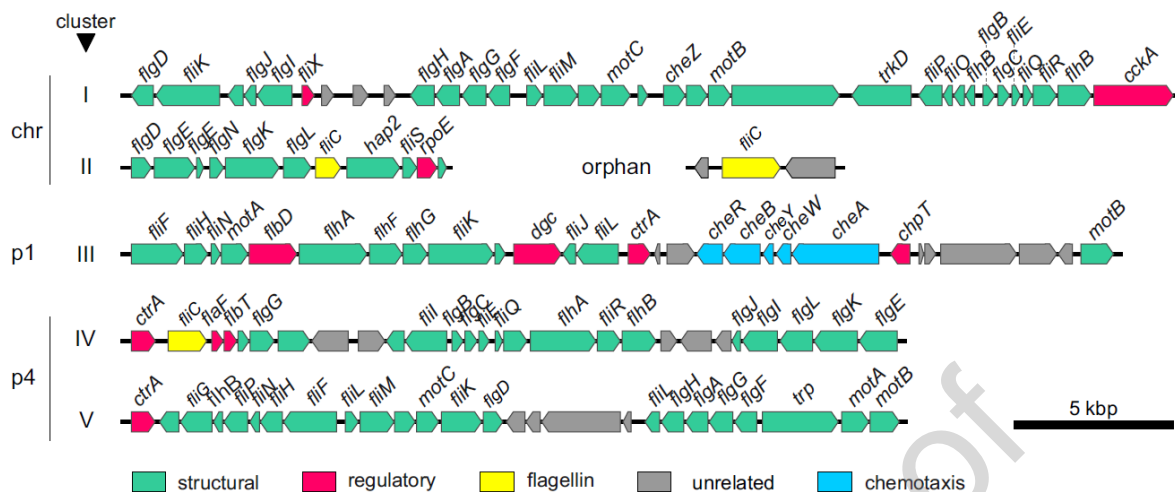 cluster
chr
I
flgD fliK flgJ flgI fliX flgH flgA flgG flgF fliL fliM motC cheZ motB trkD fliP fliO flhB flgB flgC fliE fliQ fliR flhB cckA
II
flgD flgE flgE flgN flgK flgL fliC hap2 fliS rpoE
orphan
fliC
p1
III
fliF fliH fliN motA flbD flhA flhF flhG fliK dgc fliJ fliL ctrA cheR cheB cheY cheW cheA chpT motB
p4
IV
ctrA fliC flaF flbT flgG fliI flgB flgC fliE fliQ flhA fliR flhB flgJ flgI flgL flgK flgE
V
ctrA fliG flhB fliP fliN fliH fliF fliL fliM motC fliK flgD fliL flgH flgA flgG flgF trp motA motB
5 kbp
structural
regulatory
flagellin
unrelated
chemotaxis
of